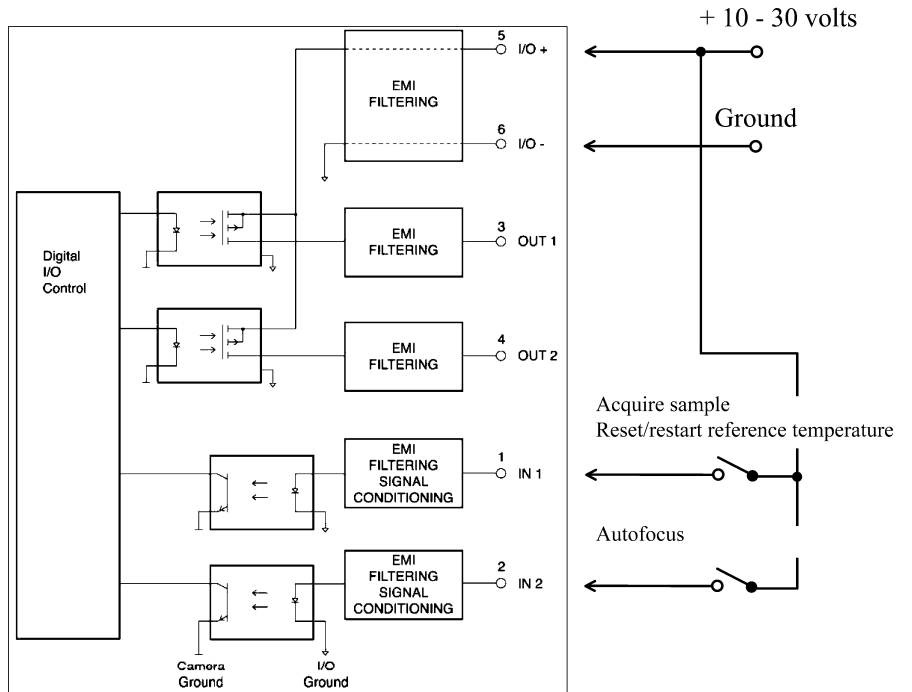 + 10 - 30 volts
5
I/O +
EMI
FILTERING
6
I/O -
Ground
3
OUT 1
EMI
FILTERING
Digital
I/O
Control
4
OUT 2
EMI
FILTERING
Acquire sample
Reset/restart reference temperature
1
IN 1
EMI
FILTERING
SIGNAL
CONDITIONING
Autofocus
2
IN 2
EMI
FILTERING
SIGNAL
CONDITIONING
Camera
Ground
I/O
Ground